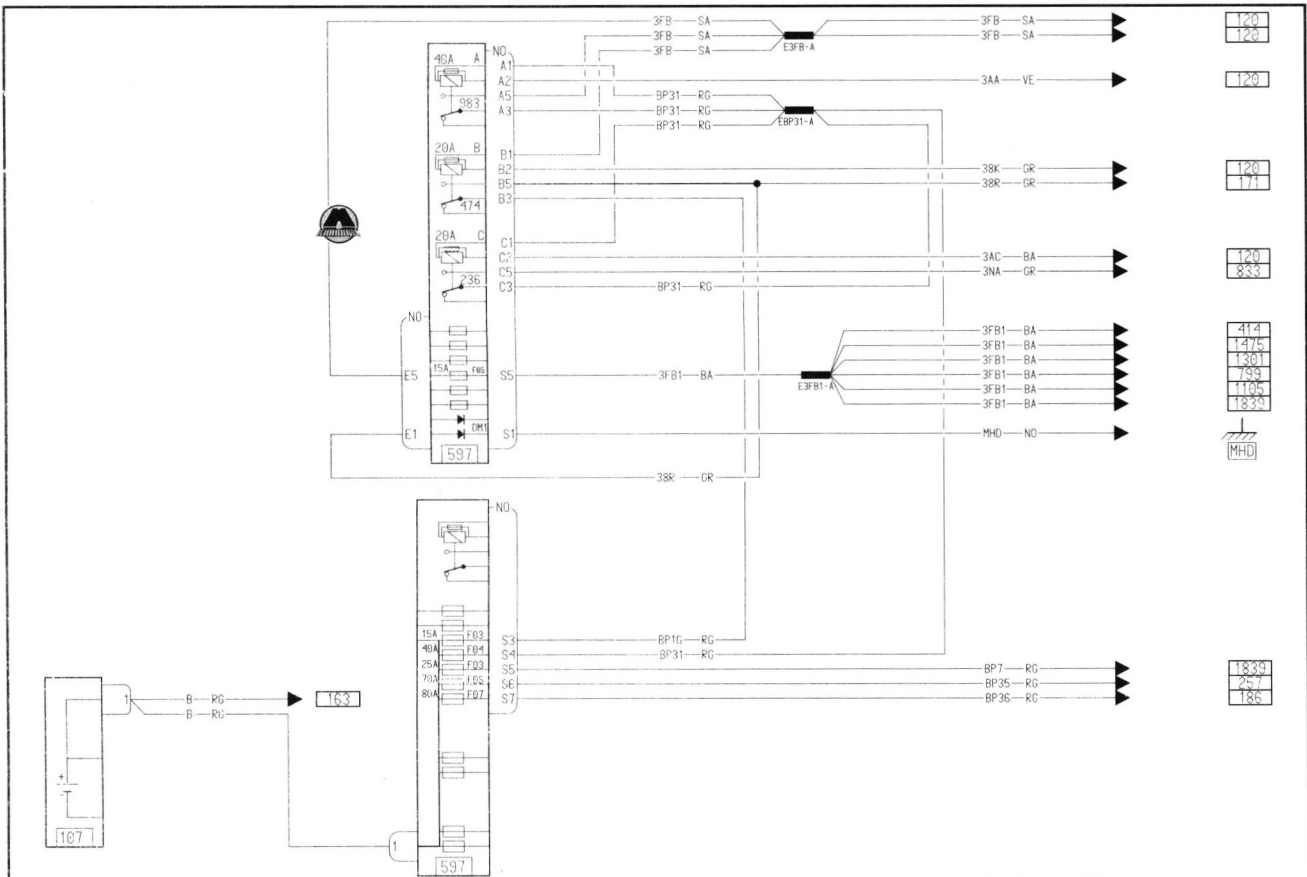 3FB SA 3FB SA 120
3FB SA 3FB SA 120
3FB SA
E3FB-A
NO
40A A A1
A2 3AA VE 120
A5 BP31 RG
983 A3 BP31 RG
EBP31-A
BP31 RG
20A B B1
B2 38K GR 120
B5 38R GR 171
474 B3
20A C C1
C2 3AC BA 120
C5 3NA GR 833
236 C3 BP31 RG
NO
3FB1 BA 414
3FB1 BA 1475
3FB1 BA 1301
E5 15A F05 S5 3FB1 BA 3FB1 BA 799
E3FB1-A
3FB1 BA 1105
3FB1 BA 1839
DM1
E1 S1 MHD NO
597
MHD
38R GR
NO
15A F03 S3 BP1G RG
40A F04 S4 BP31 RG
25A F03 S5 BP7 RG 1839
70A F05 S6 BP35 RG 257
80A F07 S7 BP36 RG 186
1 B RG 163
B RG
+
-
107
1
597